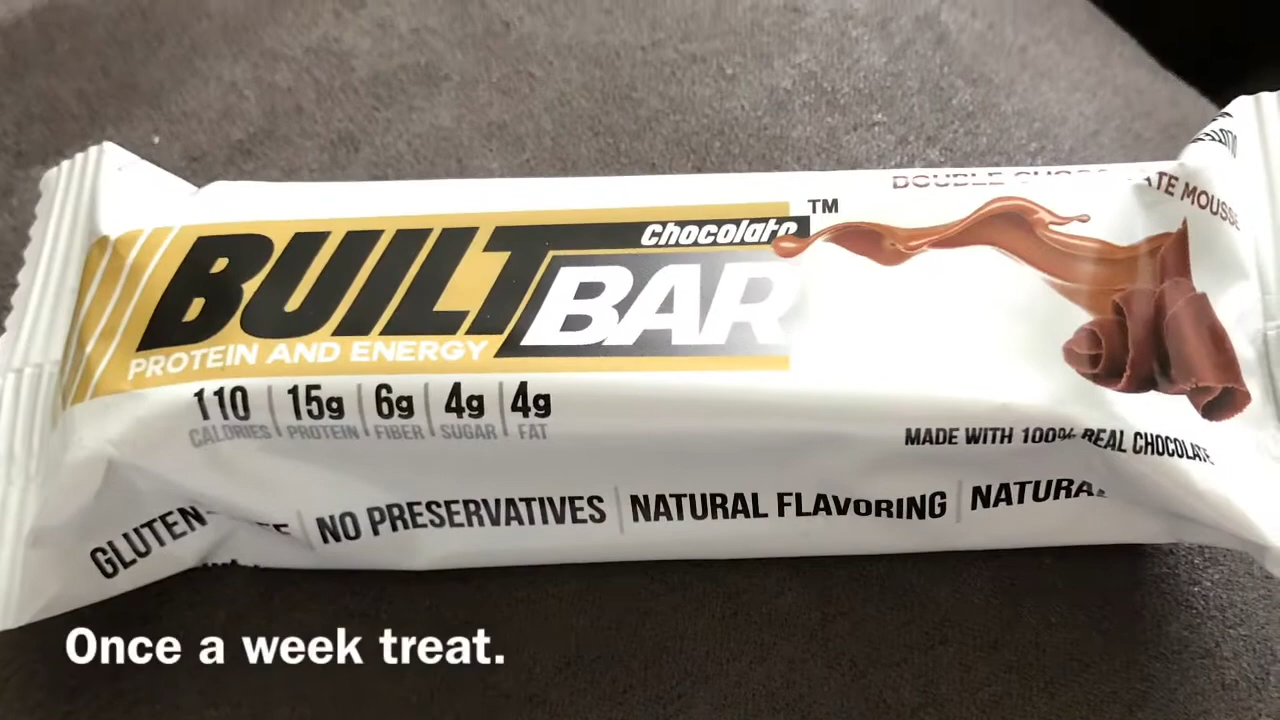 DOUBLE CHOCOLATE MOUSSE
Chocolate
TM
BUILT
BAR
PROTEIN AND ENERGY
110 15g 6g 4g 4g
CALORIES PROTEIN FIBER SUGAR FAT
MADE WITH 100% REAL CHOCOLATE
GLUTEN- NO PRESERVATIVES NATURAL FLAVORING
Once a week treat.